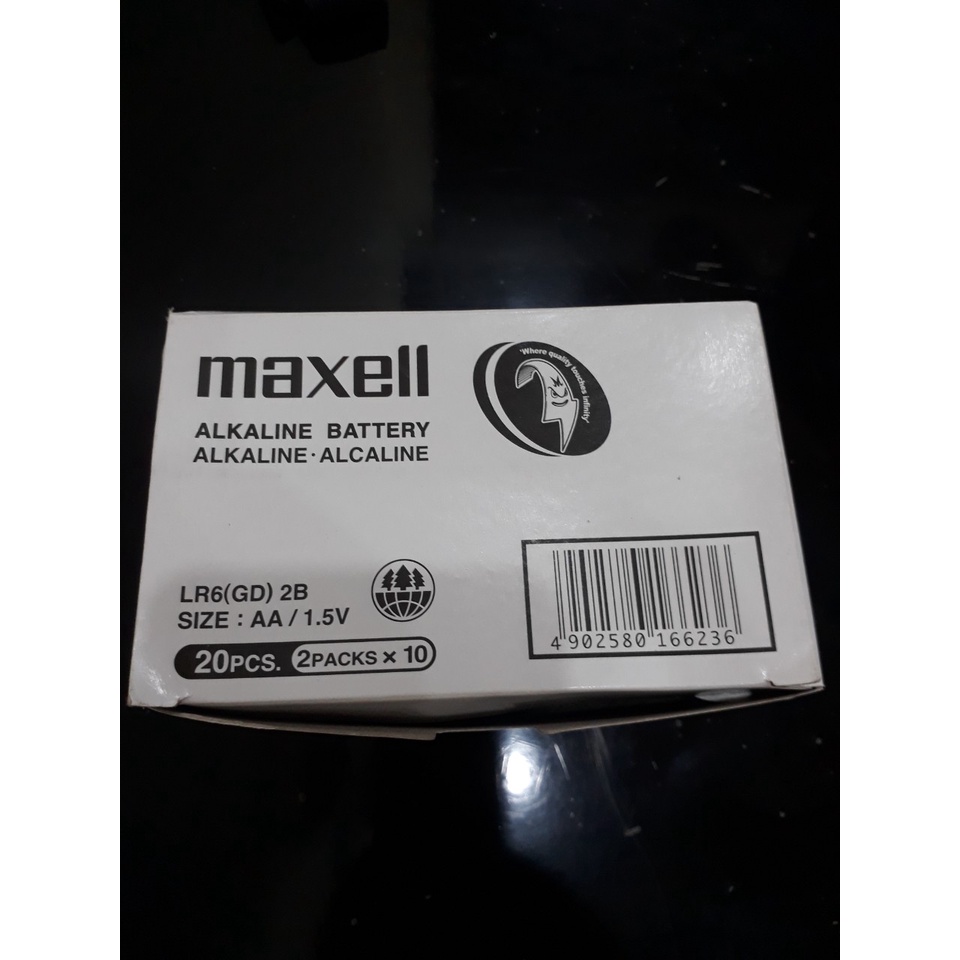 maxell
"Where quality touches infinity"
ALKALINE BATTERY
ALKALINE · ALCALINE
LR6(GD) 2B
SIZE : AA / 1.5V
20PCS. 2PACKS × 10
4 902580 166236